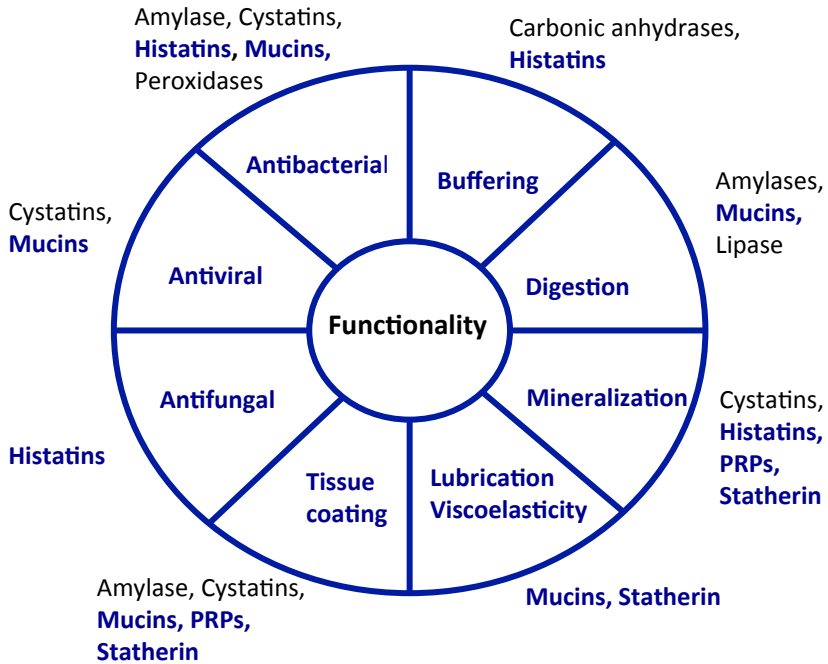 Amylase, Cystatins,
Histatins, Mucins,
Peroxidases
Carbonic anhydrases,
Histatins
Antibacterial
Buffering
Cystatins,
Mucins
Amylases,
Mucins,
Lipase
Antiviral
Digestion
Functionality
Antifungal
Mineralization
Histatins
Cystatins,
Histatins,
PRPs,
Statherin
Tissue
coating
Lubrication
Viscoelasticity
Amylase, Cystatins,
Mucins, PRPs,
Statherin
Mucins, Statherin